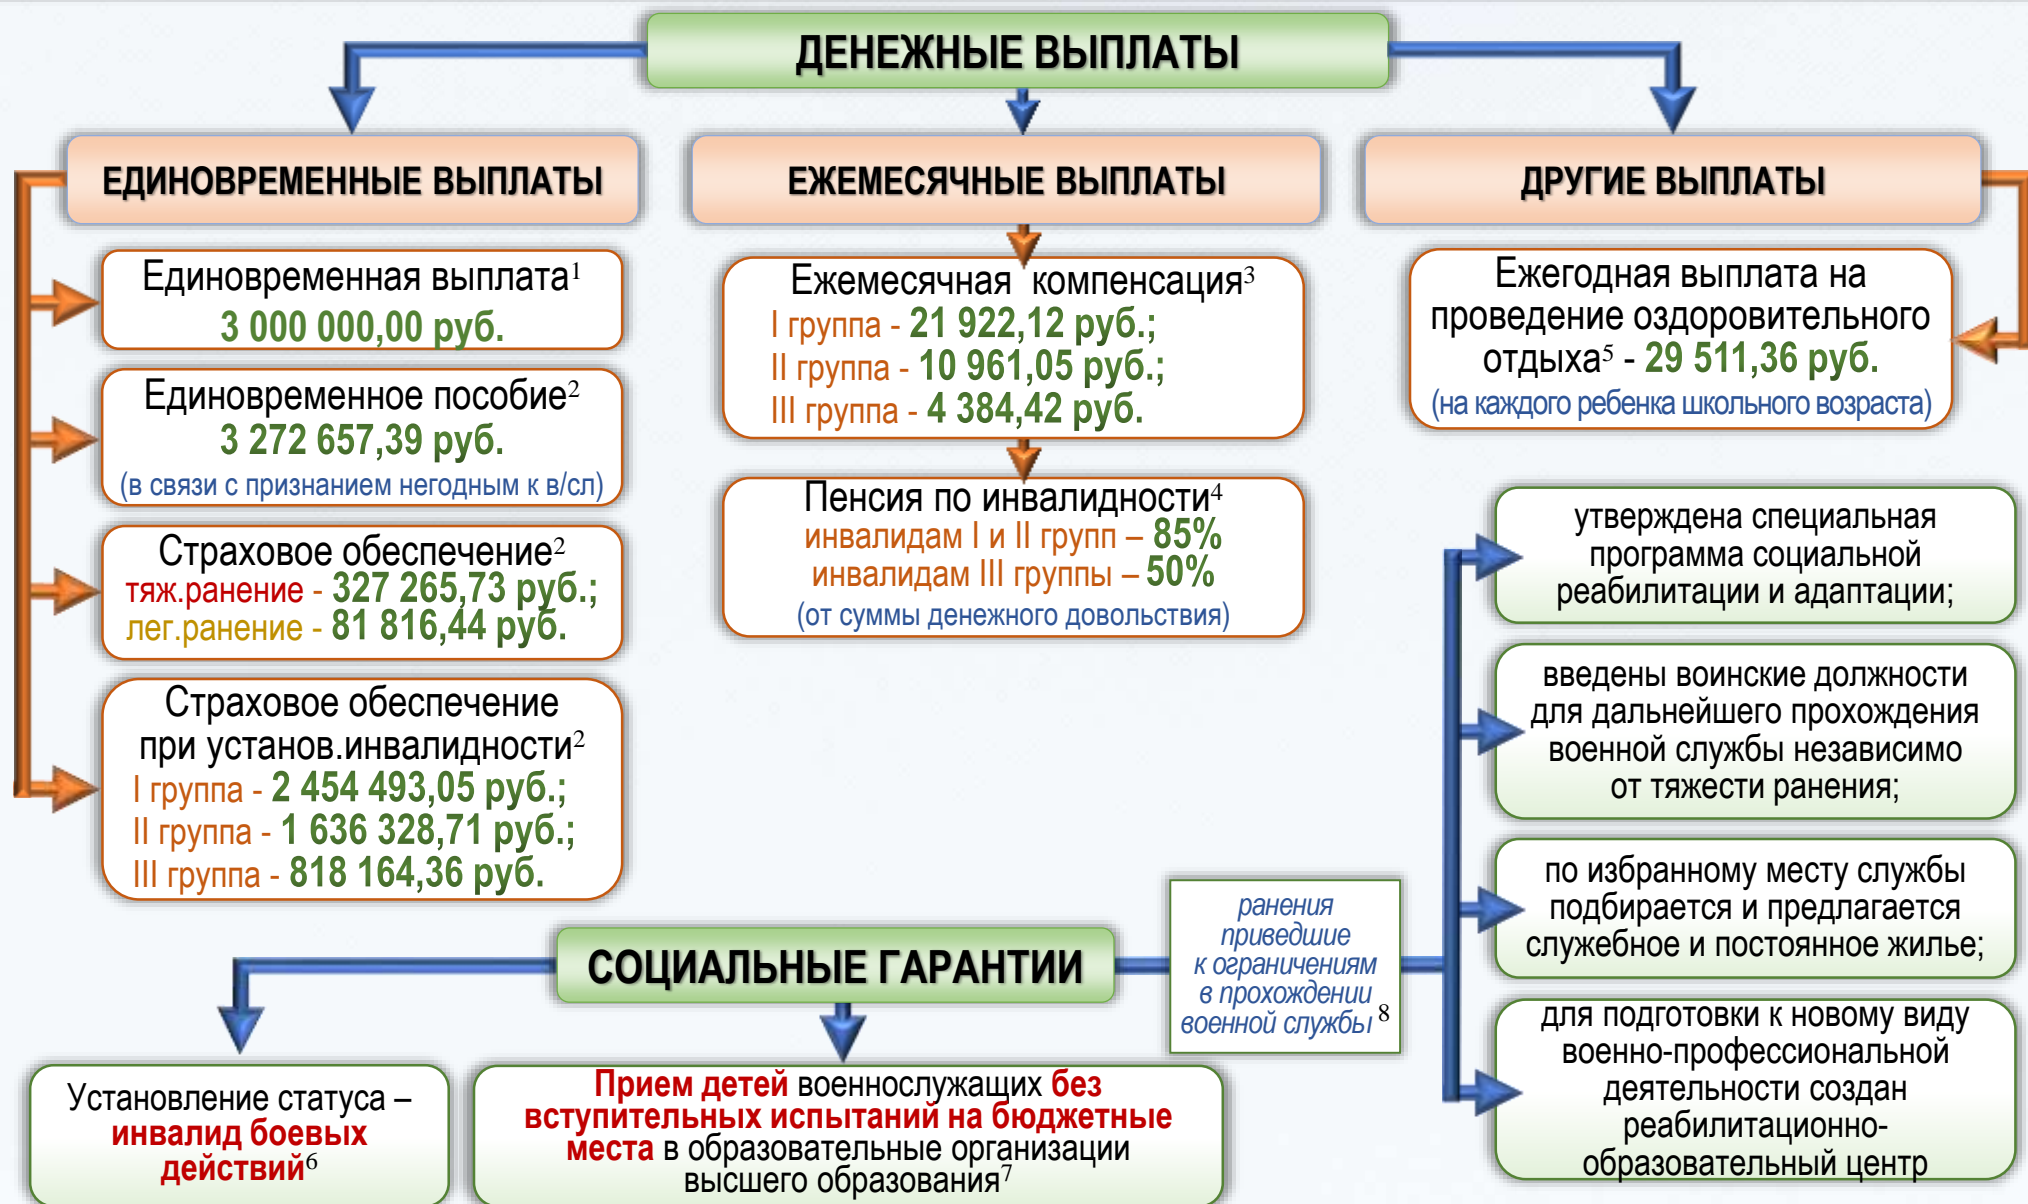 ДЕНЕЖНЫЕ ВЫПЛАТЫ
ЕДИНОВРЕМЕННЫЕ ВЫПЛАТЫ
Единовременная выплата¹
3 000 000,00 руб.
Единовременное пособие²
3 272 657,39 руб.
(в связи с признанием негодным к в/сл)
Страховое обеспечение²
тяж.ранение - 327 265,73 руб.;
лег.ранение - 81 816,44 руб.
Страховое обеспечение
при установ.инвалидности²
I группа - 2 454 493,05 руб.;
II группа - 1 636 328,71 руб.;
III группа - 818 164,36 руб.
ЕЖЕМЕСЯЧНЫЕ ВЫПЛАТЫ
Ежемесячная компенсация³
I группа - 21 922,12 руб.;
II группа - 10 961,05 руб.;
III группа - 4 384,42 руб.
Пенсия по инвалидности⁴
инвалидам I и II групп – 85%
инвалидам III группы – 50%
(от суммы денежного довольствия)
ДРУГИЕ ВЫПЛАТЫ
Ежегодная выплата на
проведение оздоровительного
отдыха⁵ - 29 511,36 руб.
(на каждого ребенка школьного возраста)
СОЦИАЛЬНЫЕ ГАРАНТИИ
Установление статуса –
инвалид боевых
действий⁶
Прием детей военнослужащих без
вступительных испытаний на бюджетные
места в образовательные организации
высшего образования⁷
ранения
приведшие
к ограничениям
в прохождении
военной службы ⁸
утверждена специальная
программа социальной
реабилитации и адаптации;
введены воинские должности
для дальнейшего прохождения
военной службы независимо
от тяжести ранения;
по избранному месту службы
подбирается и предлагается
служебное и постоянное жилье;
для подготовки к новому виду
военно-профессиональной
деятельности создан
реабилитационно-
образовательный центр